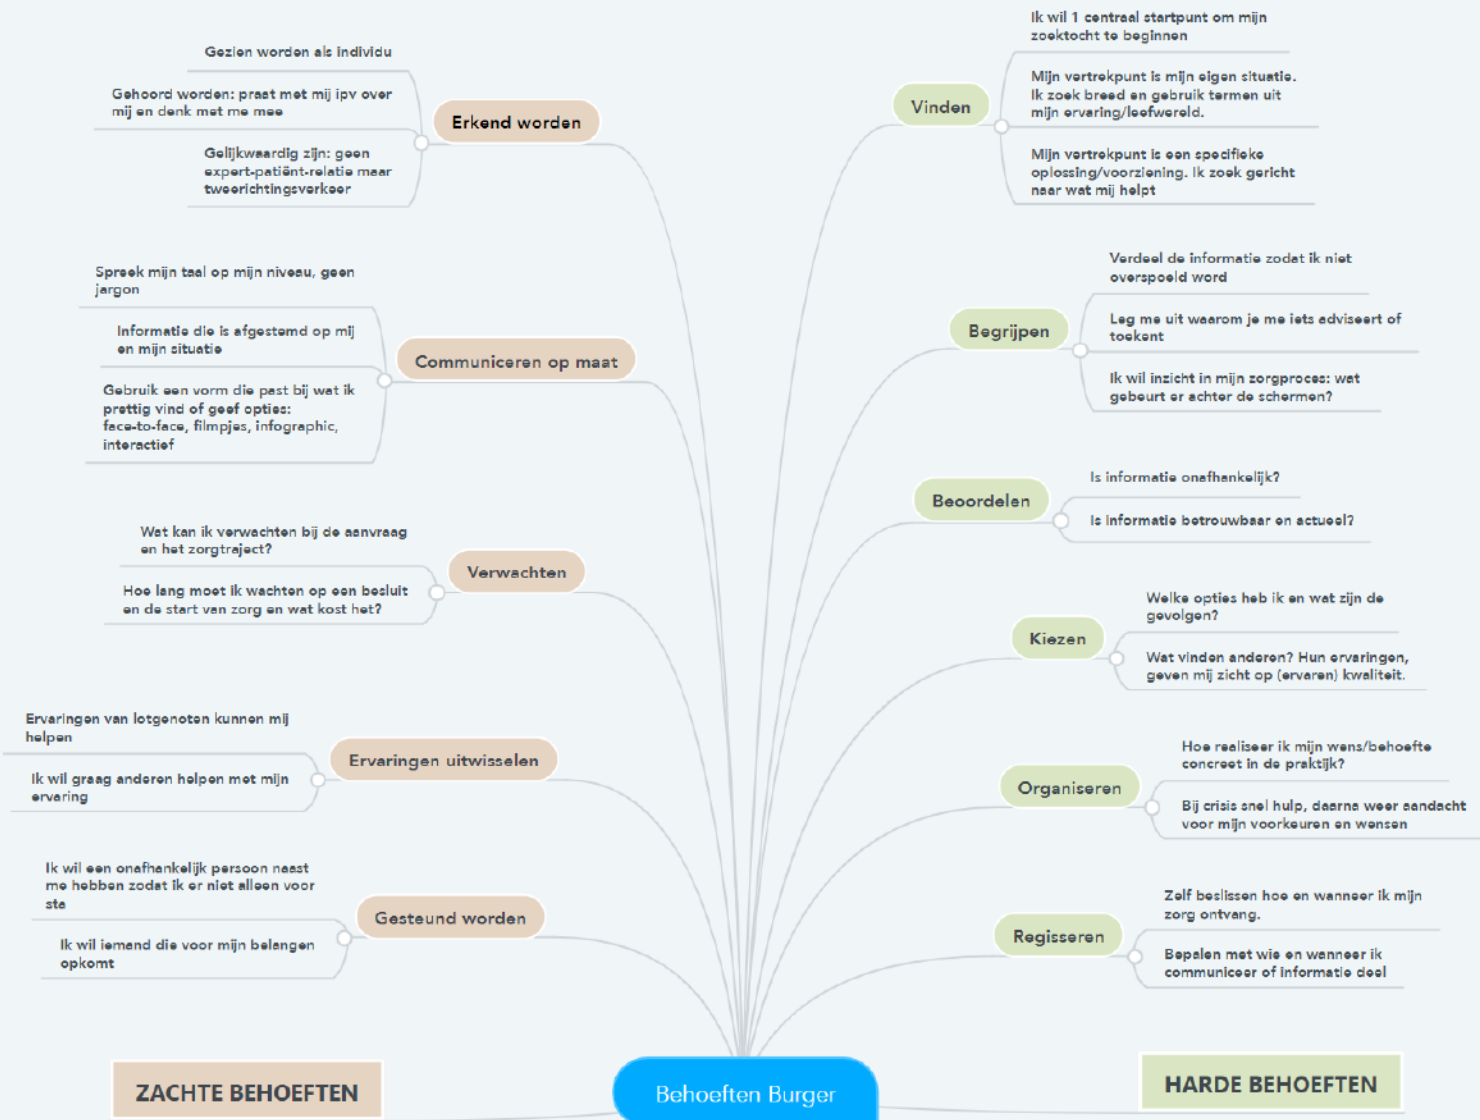 Gezien worden als individu
Gehoord worden: praat met mij ipv over
mij en denk met me mee
Erkend worden
Gelijkwaardig zijn: geen
expert-patiënt-relatie maar
tweerichtingsverkeer
Spreek mijn taal op mijn niveau, geen
jargon
Informatie die is afgestemd op mij
en mijn situatie
Communiceren op maat
Gebruik een vorm die past bij wat ik
prettig vind of geef opties:
face-to-face, filmpjes, infographic,
interactief
Wat kan ik verwachten bij de aanvraag
en het zorgtraject?
Verwachten
Hoe lang moet ik wachten op een besluit
en de start van zorg en wat kost het?
Ervaringen van lotgenoten kunnen mij
helpen
Ervaringen uitwisselen
Ik wil graag anderen helpen met mijn
ervaring
Ik wil een onafhankelijk persoon naast
me hebben zodat ik er niet alleen voor
sta
Gesteund worden
Ik wil iemand die voor mijn belangen
opkomt
ZACHTE BEHOEFTEN
Behoeften Burger
Ik wil 1 centraal startpunt om mijn
zoektocht te beginnen
Vinden
Mijn vertrekpunt is mijn eigen situatie.
Ik zoek breed en gebruik termen uit
mijn ervaring/leefwereld.
Mijn vertrekpunt is een specifieke
oplossing/voorziening. Ik zoek gericht
naar wat mij helpt
Verdeel de informatie zodat ik niet
overspoeld word
Begrijpen
Leg me uit waarom je me iets adviseert of
toekent
Ik wil inzicht in mijn zorgproces: wat
gebeurt er achter de schermen?
Is informatie onafhankelijk?
Beoordelen
Is informatie betrouwbaar en actueel?
Welke opties heb ik en wat zijn de
gevolgen?
Kiezen
Wat vinden anderen? Hun ervaringen,
geven mij zicht op (ervaren) kwaliteit.
Hoe realiseer ik mijn wens/behoefte
concreet in de praktijk?
Organiseren
Bij crisis snel hulp, daarna weer aandacht
voor mijn voorkeuren en wensen
Zelf beslissen hoe en wanneer ik mijn
zorg ontvang.
Regisseren
Bepalen met wie en wanneer ik
communiceer of informatie deel
HARDE BEHOEFTEN